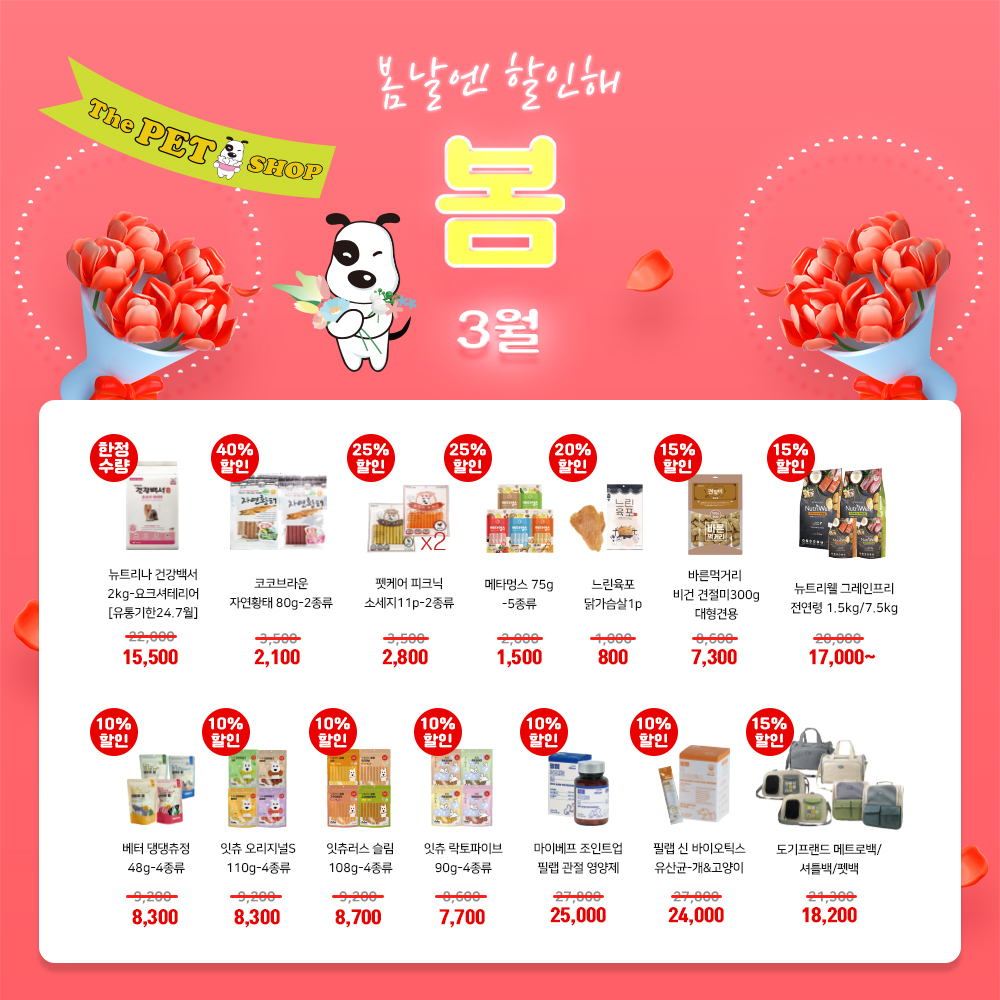 봄날엔 할인해
The PET SHOP
봄
3월
한정
수량
뉴트리나 건강백서
2kg-요크셔테리어
[유통기한24.7월]
22,000
15,500
40%
할인
자연황태
코코브라운
자연황태 80g-2종류
3,500
2,100
25%
할인
X2
펫케어 피크닉
소세지11p-2종류
3,500
2,800
25%
할인
메타멍스 75g
-5종류
2,000
1,500
20%
할인
느린
육포
느린육포
닭가슴살1p
1,000
800
15%
할인
바른
먹거리
바른먹거리
비건 견절미300g
대형견용
8,600
7,300
15%
할인
뉴트리웰 그레인프리
전연령 1.5kg/7.5kg
20,000
17,000~
10%
할인
베터 댕댕츄정
48g-4종류
9,200
8,300
10%
할인
잇츄 오리지널S
110g-4종류
9,200
8,300
10%
할인
잇츄러스 슬림
108g-4종류
9,200
8,700
10%
할인
잇츄 락토파이브
90g-4종류
8,600
7,700
10%
할인
마이베프 조인트업
필랩 관절 영양제
27,800
25,000
10%
할인
필랩 신 바이오틱스
유산균-개&고양이
27,800
24,000
15%
할인
도기프랜드 메트로백/
셔틀백/펫백
21,300
18,200